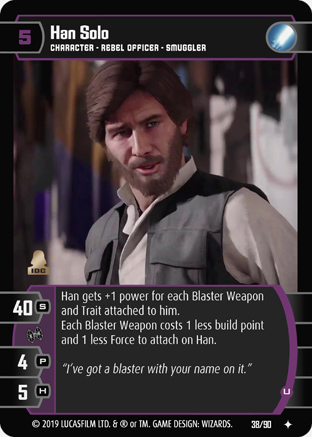 5
Han Solo
CHARACTER • REBEL OFFICER • SMUGGLER
IDC
40 S
Han gets +1 power for each Blaster Weapon
and Trait attached to him.
Each Blaster Weapon costs 1 less build point
and 1 less Force to attach on Han.
4 P
"I've got a blaster with your name on it."
5 H
U
© 2019 LUCASFILM LTD. & ® or TM. GAME DESIGN: WIZARDS.
38/90